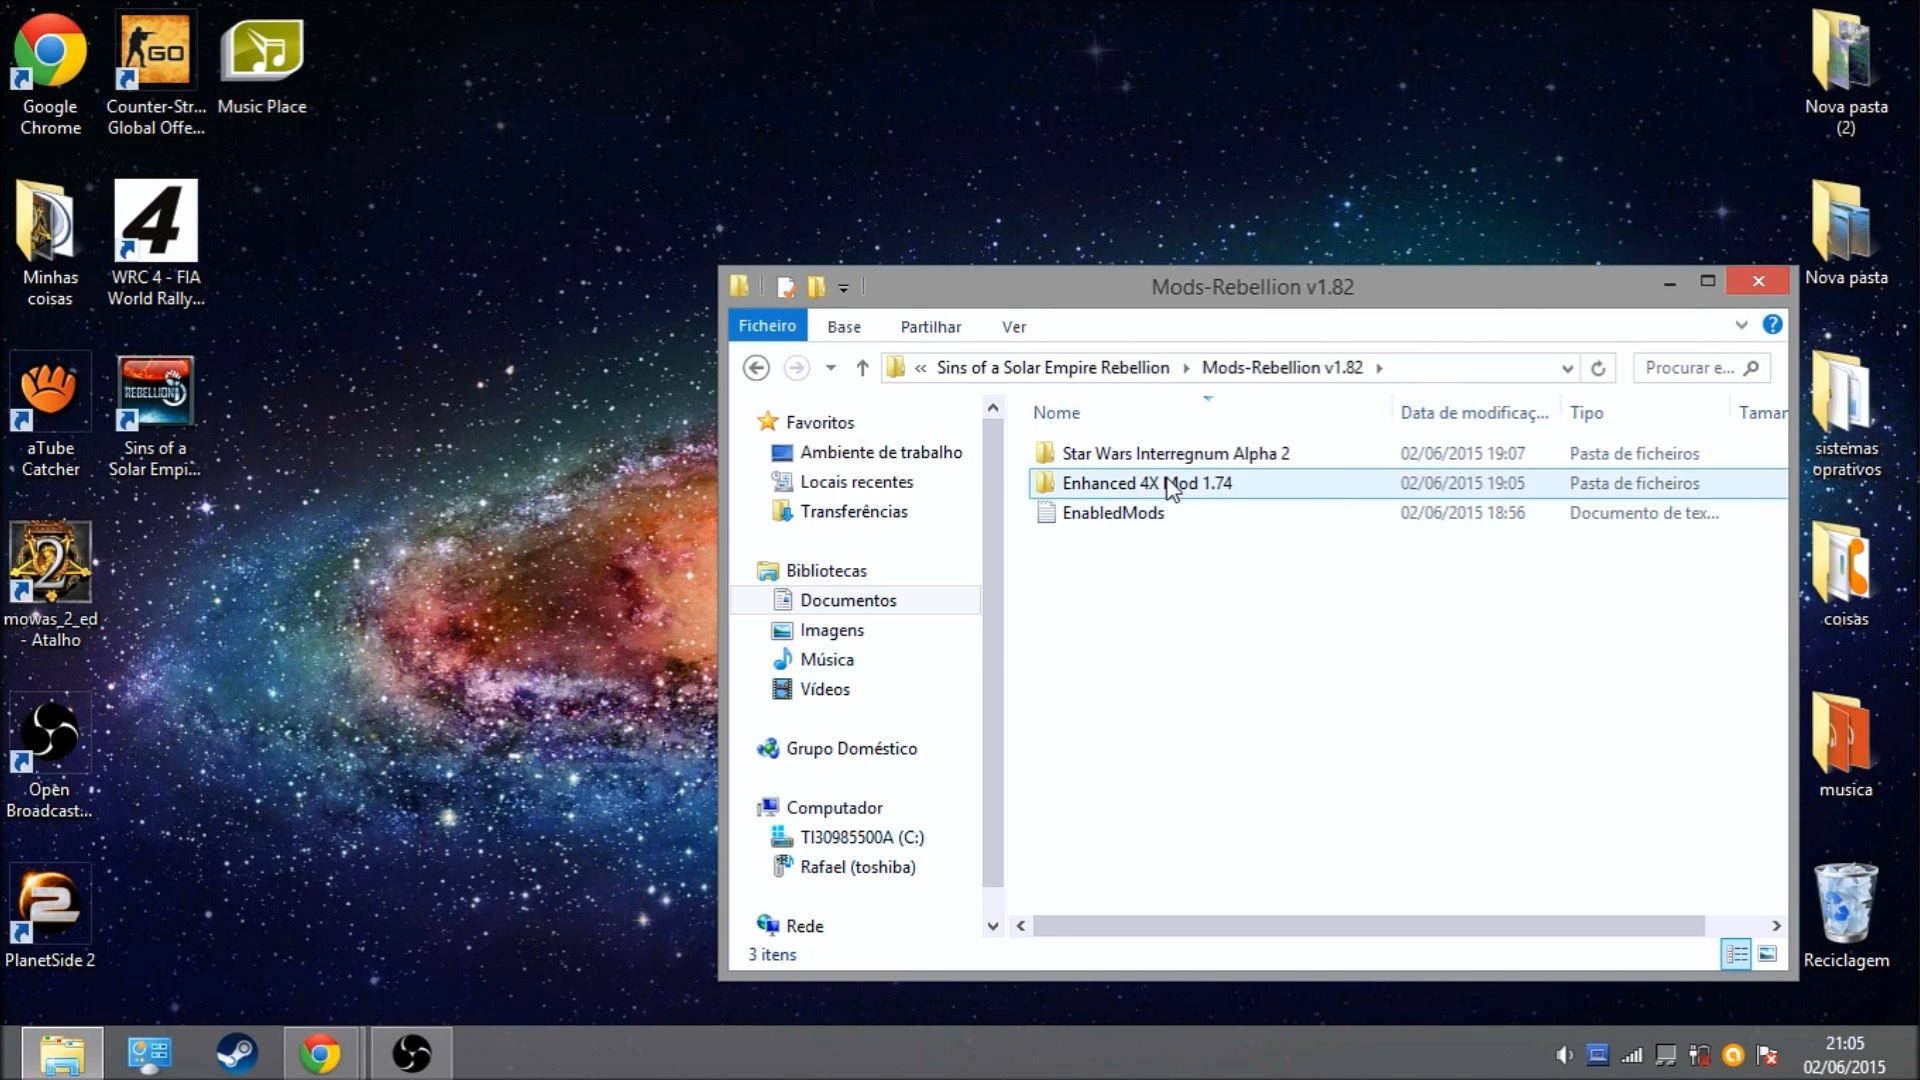 Google
Chrome
Counter-Str...
Global Offe...
GO
Music Place
Minhas
coisas
4
WRC 4 - FIA
World Rally...
aTube
Catcher
REBELLION
Sins of a
Solar Empi...
2
mowas_2_ed
- Atalho
Open
Broadcast...
2
PlanetSide 2
Nova pasta
(2)
Nova pasta
sistemas
oprativos
coisas
musica
Reciclagem
Mods-Rebellion v1.82
Ficheiro
Base
Partilhar
Ver
« Sins of a Solar Empire Rebellion
Mods-Rebellion v1.82
Procurar e...
Favoritos
Ambiente de trabalho
Locais recentes
Transferências
Bibliotecas
Documentos
Imagens
Música
Vídeos
Grupo Doméstico
Computador
TI30985500A (C:)
Rafael (toshiba)
Rede
Nome
Data de modificaç...
Tipo
Tamar
Star Wars Interregnum Alpha 2
02/06/2015 19:07
Pasta de ficheiros
Enhanced 4X Mod 1.74
02/06/2015 19:05
Pasta de ficheiros
EnabledMods
02/06/2015 18:56
Documento de tex...
3 itens
21:05
02/06/2015